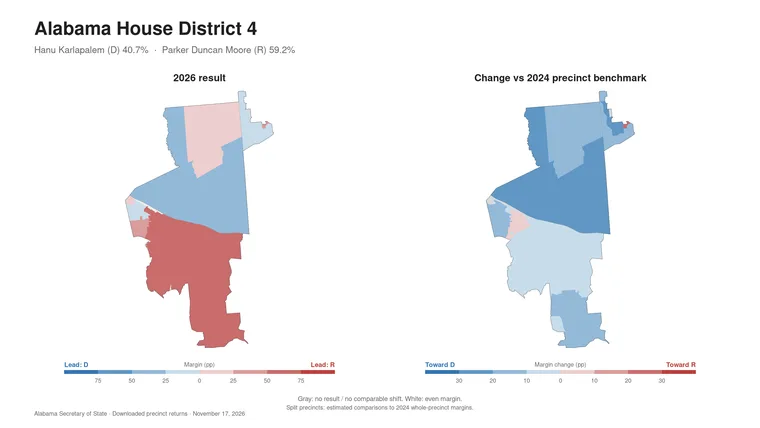 Alabama House District 4
Hanu Karlapalem (D) 40.7% · Parker Duncan Moore (R) 59.2%
2026 result
Change vs 2024 precinct benchmark
Lead: D Margin (pp) Lead: R
75 50 25 0 25 50 75
Toward D Margin change (pp) Toward R
30 20 10 0 10 20 30
Gray: no result / no comparable shift. White: even margin.
Split precincts: estimated comparisons to 2024 whole-precinct margins.
Alabama Secretary of State · Downloaded precinct returns · November 17, 2026